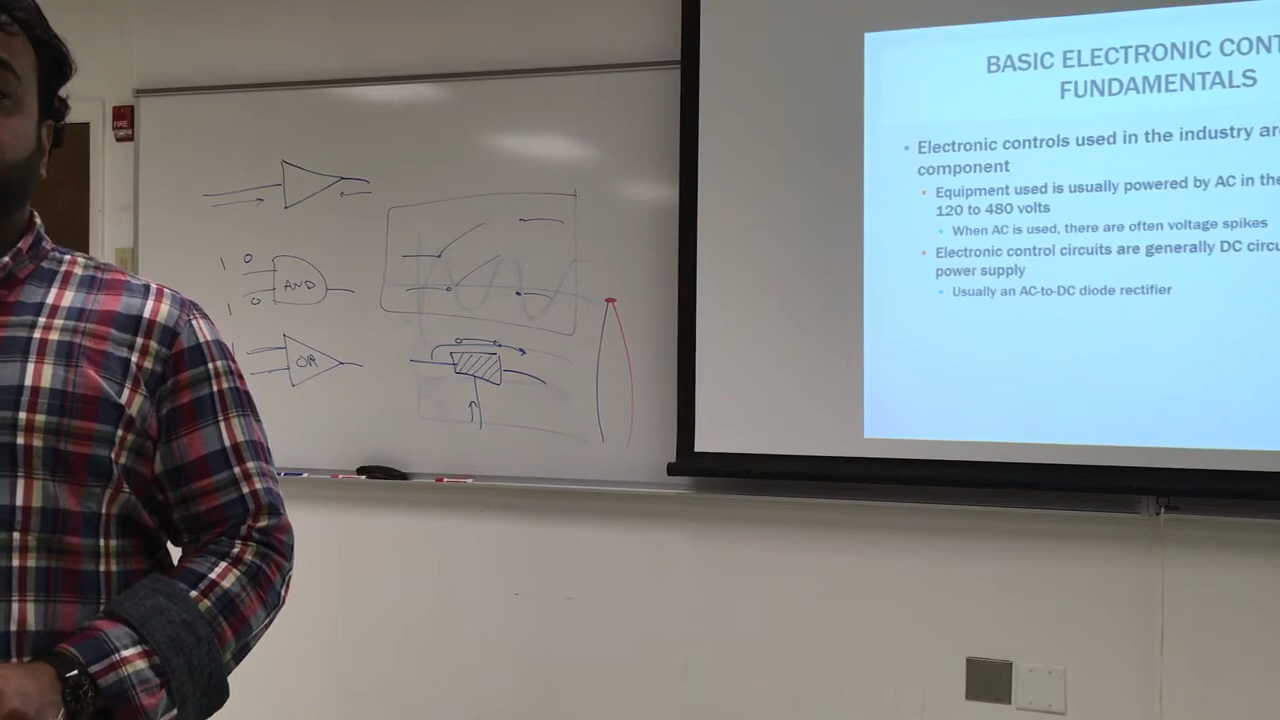 FIRE
1 0
AND
1 0
OR
BASIC ELECTRONIC CONT
FUNDAMENTALS
• Electronic controls used in the industry are
component
• Equipment used is usually powered by AC in the
120 to 480 volts
• When AC is used, there are often voltage spikes
• Electronic control circuits are generally DC circu
power supply
• Usually an AC-to-DC diode rectifier